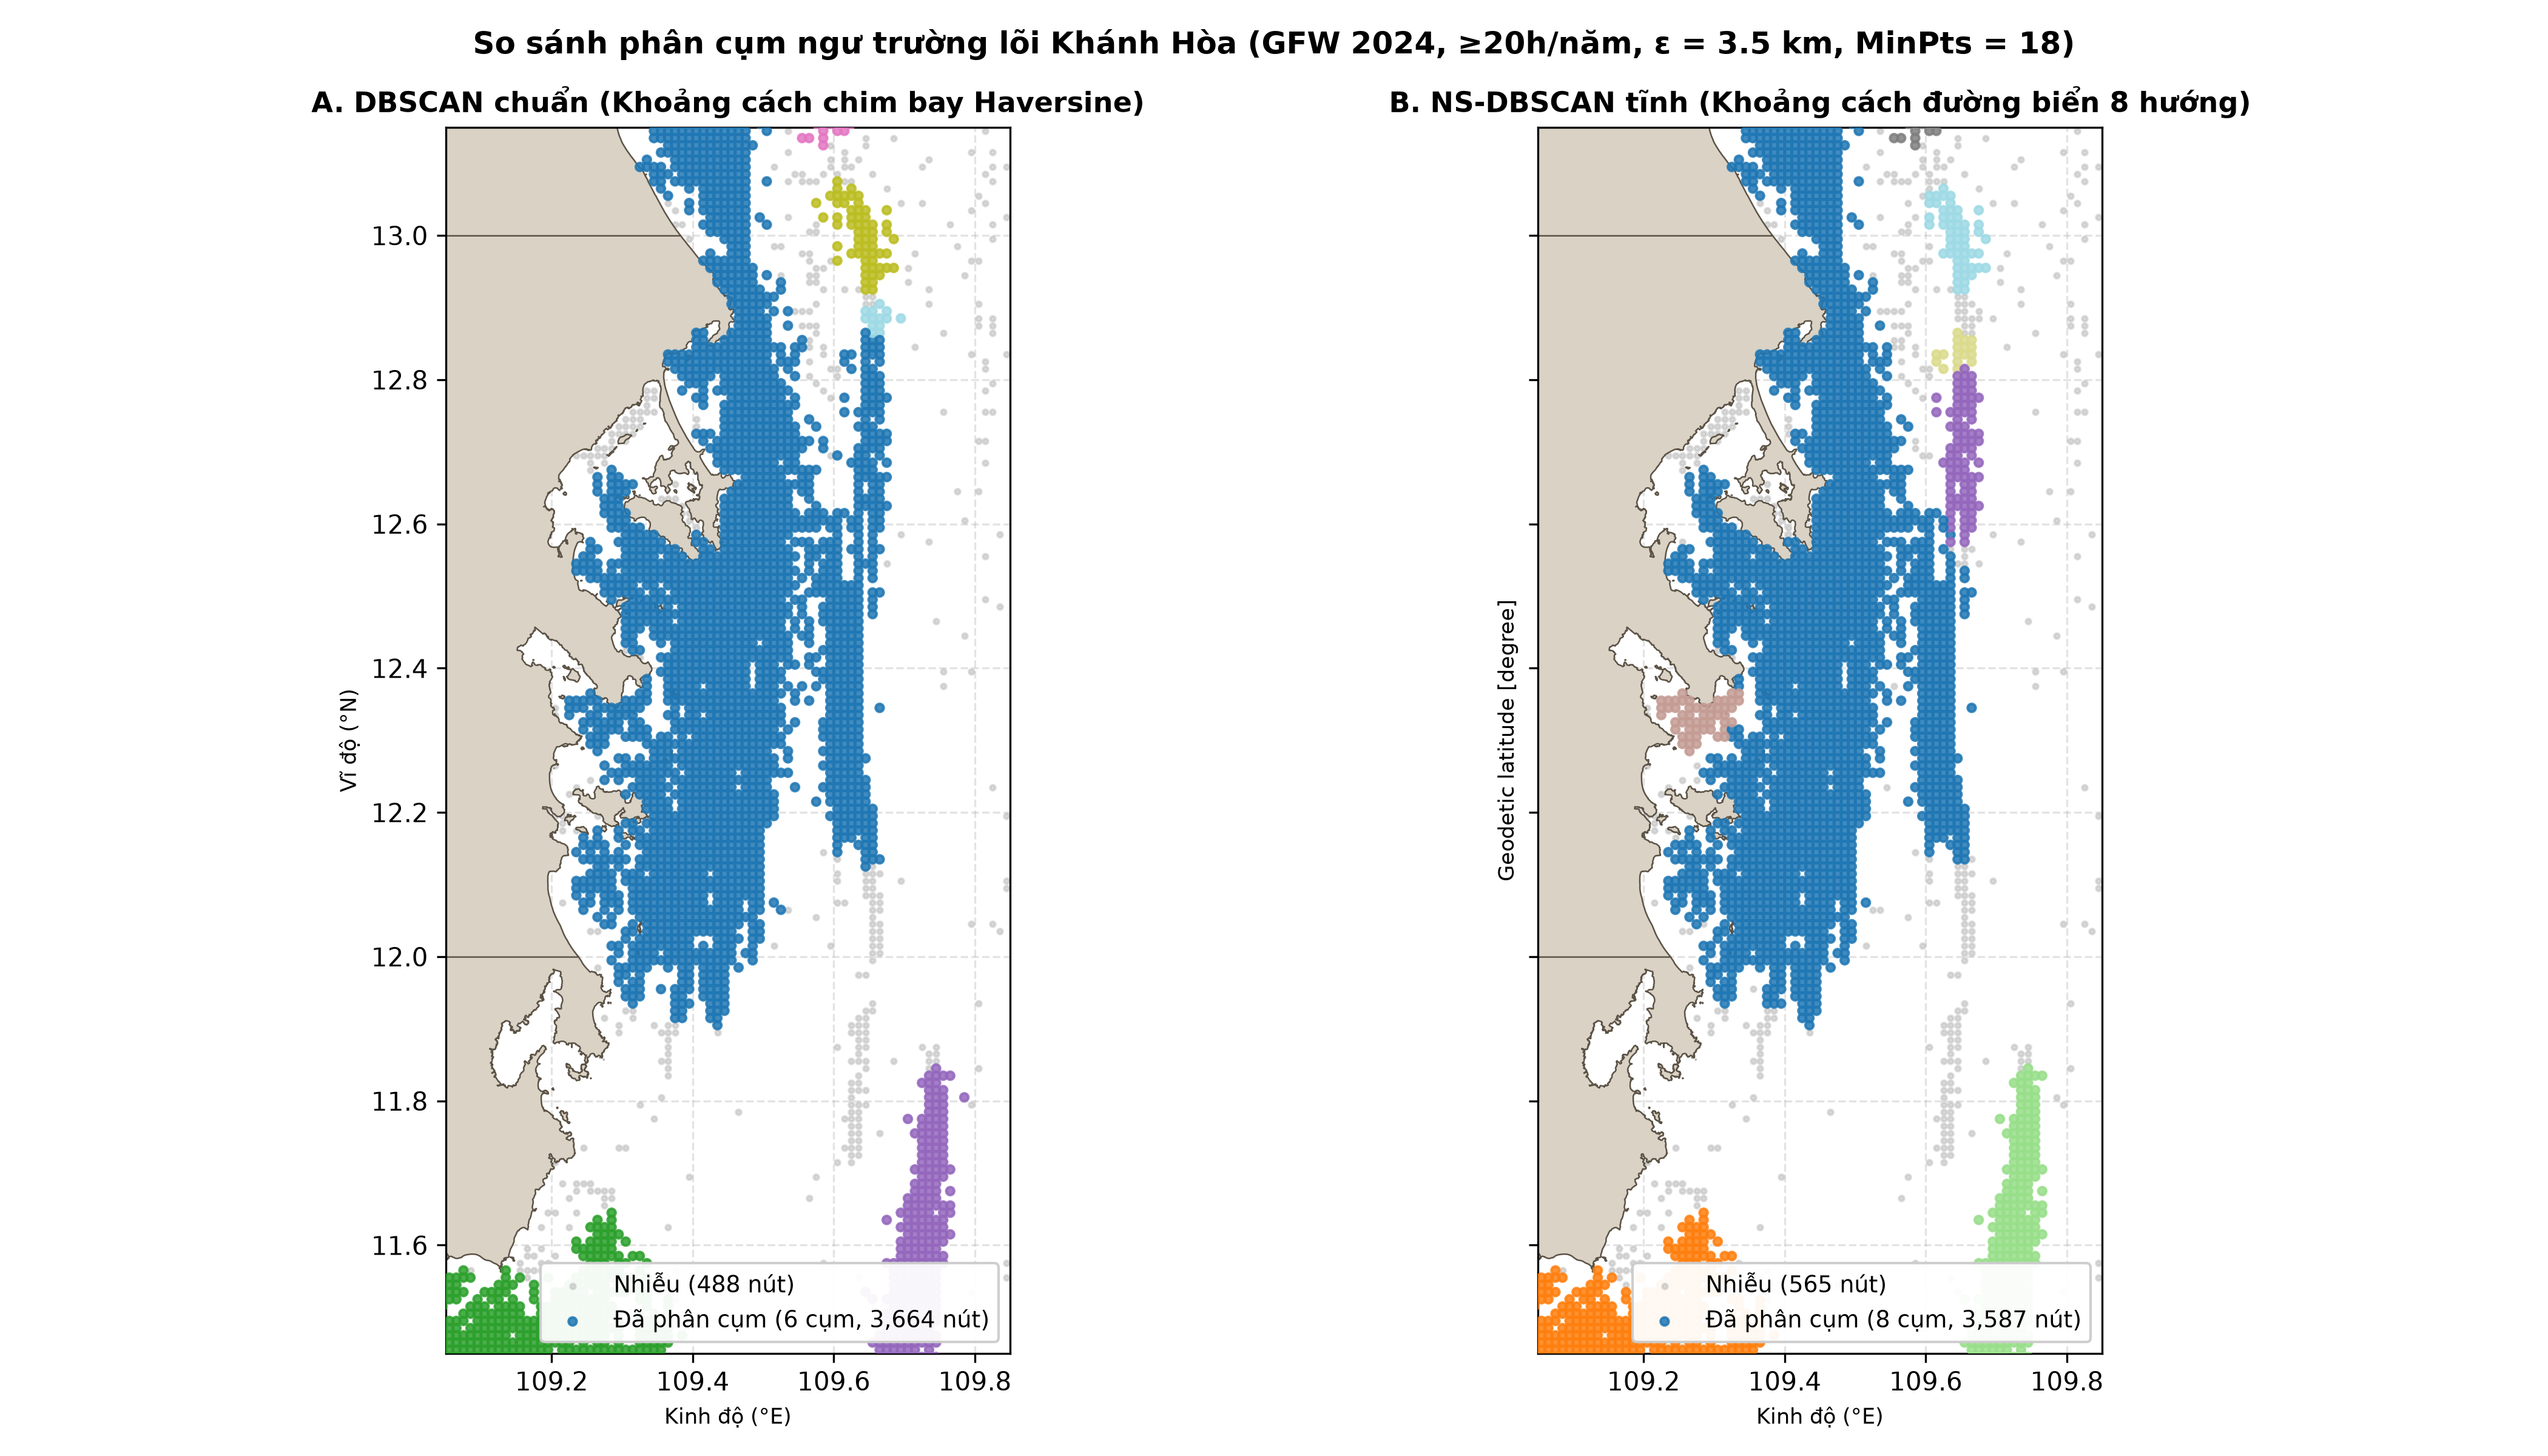 So sánh phân cụm ngư trường lõi Khánh Hòa (GFW 2024, ≥20h/năm, ε = 3.5 km, MinPts = 18)
A. DBSCAN chuẩn (Khoảng cách chim bay Haversine)
13.0
12.8
12.6
12.4
12.2
12.0
11.8
11.6
Vĩ độ (°N)
Nhiễu (488 nút)
Đã phân cụm (6 cụm, 3,664 nút)
109.2 109.4 109.6 109.8
Kinh độ (°E)
B. NS-DBSCAN tĩnh (Khoảng cách đường biển 8 hướng)
Geodetic latitude [degree]
Nhiễu (565 nút)
Đã phân cụm (8 cụm, 3,587 nút)
109.2 109.4 109.6 109.8
Kinh độ (°E)